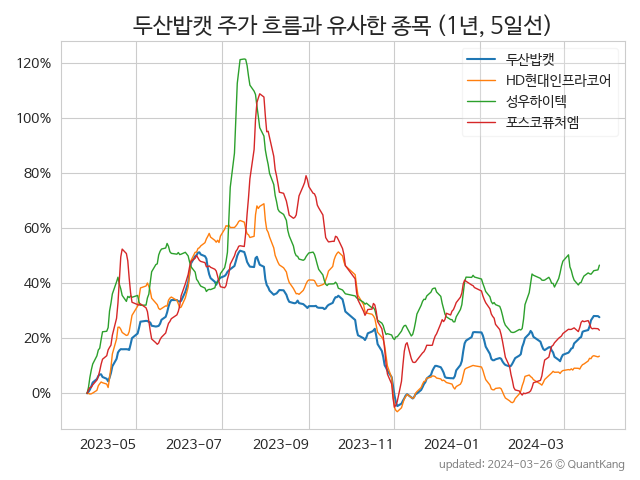 두산밥캣 주가 흐름과 유사한 종목 (1년, 5일선)
두산밥캣
HD현대인프라코어
성우하이텍
포스코퓨처엠
120%
100%
80%
60%
40%
20%
0%
2023-05 2023-07 2023-09 2023-11 2024-01 2024-03
updated: 2024-03-26 © QuantKang